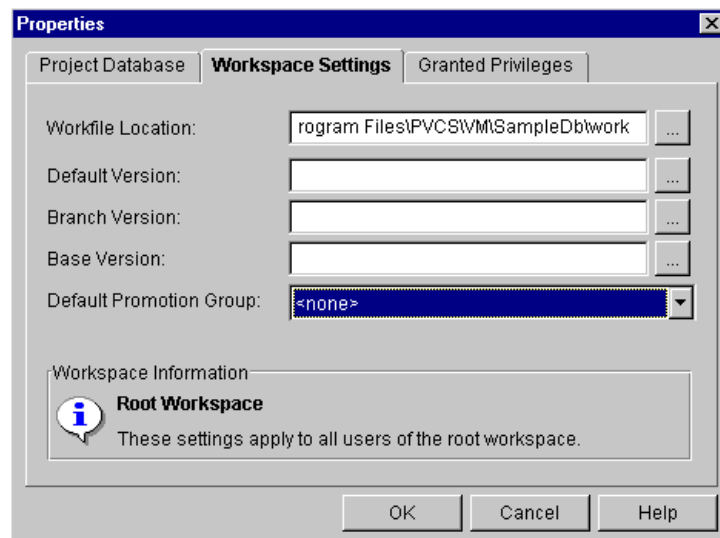 Properties
Project Database Workspace Settings Granted Privileges
Workfile Location: rogram Files\PVCS\VM\SampleDb\work ...
Default Version: ...
Branch Version: ...
Base Version: ...
Default Promotion Group: <none>
Workspace Information
i Root Workspace
These settings apply to all users of the root workspace.
OK Cancel Help